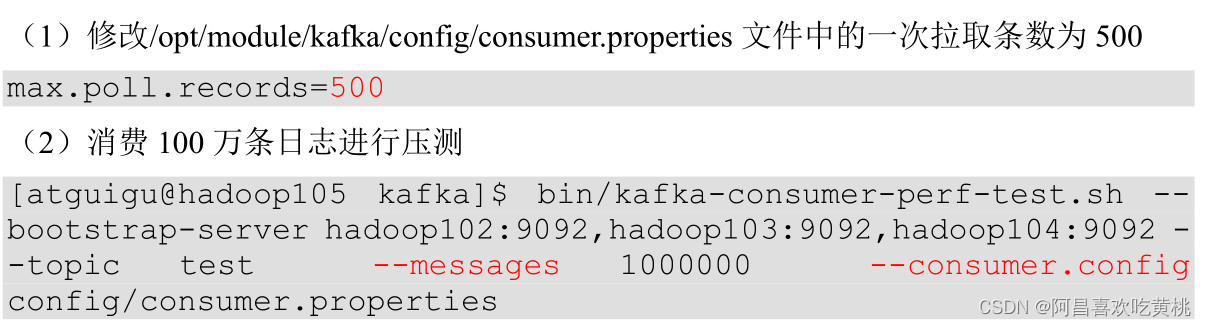 （1）修改/opt/module/kafka/config/consumer.properties 文件中的一次拉取条数为 500
max.poll.records=500
（2）消费 100 万条日志进行压测
[atguigu@hadoop105 kafka]$ bin/kafka-consumer-perf-test.sh --
bootstrap-server hadoop102:9092,hadoop103:9092,hadoop104:9092 -
-topic test --messages 1000000 --consumer.config
config/consumer.properties
CSDN @阿昌喜欢吃黄桃